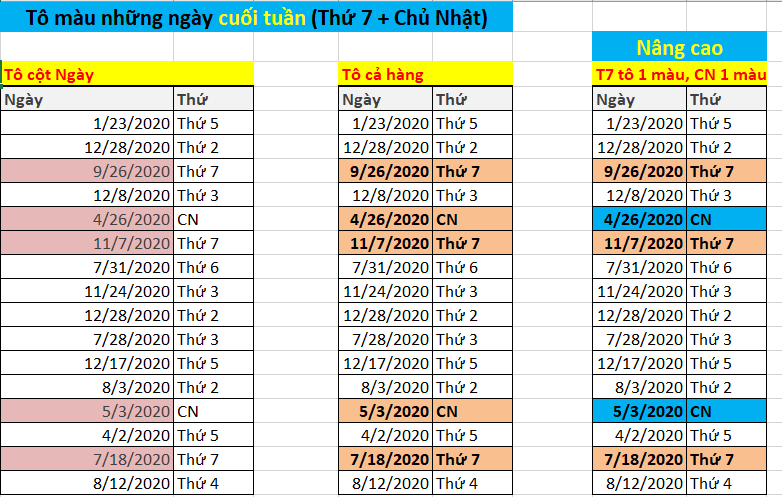 Tô màu những ngày cuối tuần (Thứ 7 + Chủ Nhật)
Nâng cao
Tô cột Ngày Tô cả hàng T7 tô 1 màu, CN 1 màu
Ngày Thứ Ngày Thứ Ngày Thứ
1/23/2020 Thứ 5 1/23/2020 Thứ 5 1/23/2020 Thứ 5
12/28/2020 Thứ 2 12/28/2020 Thứ 2 12/28/2020 Thứ 2
9/26/2020 Thứ 7 9/26/2020 Thứ 7 9/26/2020 Thứ 7
12/8/2020 Thứ 3 12/8/2020 Thứ 3 12/8/2020 Thứ 3
4/26/2020 CN 4/26/2020 CN 4/26/2020 CN
11/7/2020 Thứ 7 11/7/2020 Thứ 7 11/7/2020 Thứ 7
7/31/2020 Thứ 6 7/31/2020 Thứ 6 7/31/2020 Thứ 6
11/24/2020 Thứ 3 11/24/2020 Thứ 3 11/24/2020 Thứ 3
12/28/2020 Thứ 2 12/28/2020 Thứ 2 12/28/2020 Thứ 2
7/28/2020 Thứ 3 7/28/2020 Thứ 3 7/28/2020 Thứ 3
12/17/2020 Thứ 5 12/17/2020 Thứ 5 12/17/2020 Thứ 5
8/3/2020 Thứ 2 8/3/2020 Thứ 2 8/3/2020 Thứ 2
5/3/2020 CN 5/3/2020 CN 5/3/2020 CN
4/2/2020 Thứ 5 4/2/2020 Thứ 5 4/2/2020 Thứ 5
7/18/2020 Thứ 7 7/18/2020 Thứ 7 7/18/2020 Thứ 7
8/12/2020 Thứ 4 8/12/2020 Thứ 4 8/12/2020 Thứ 4